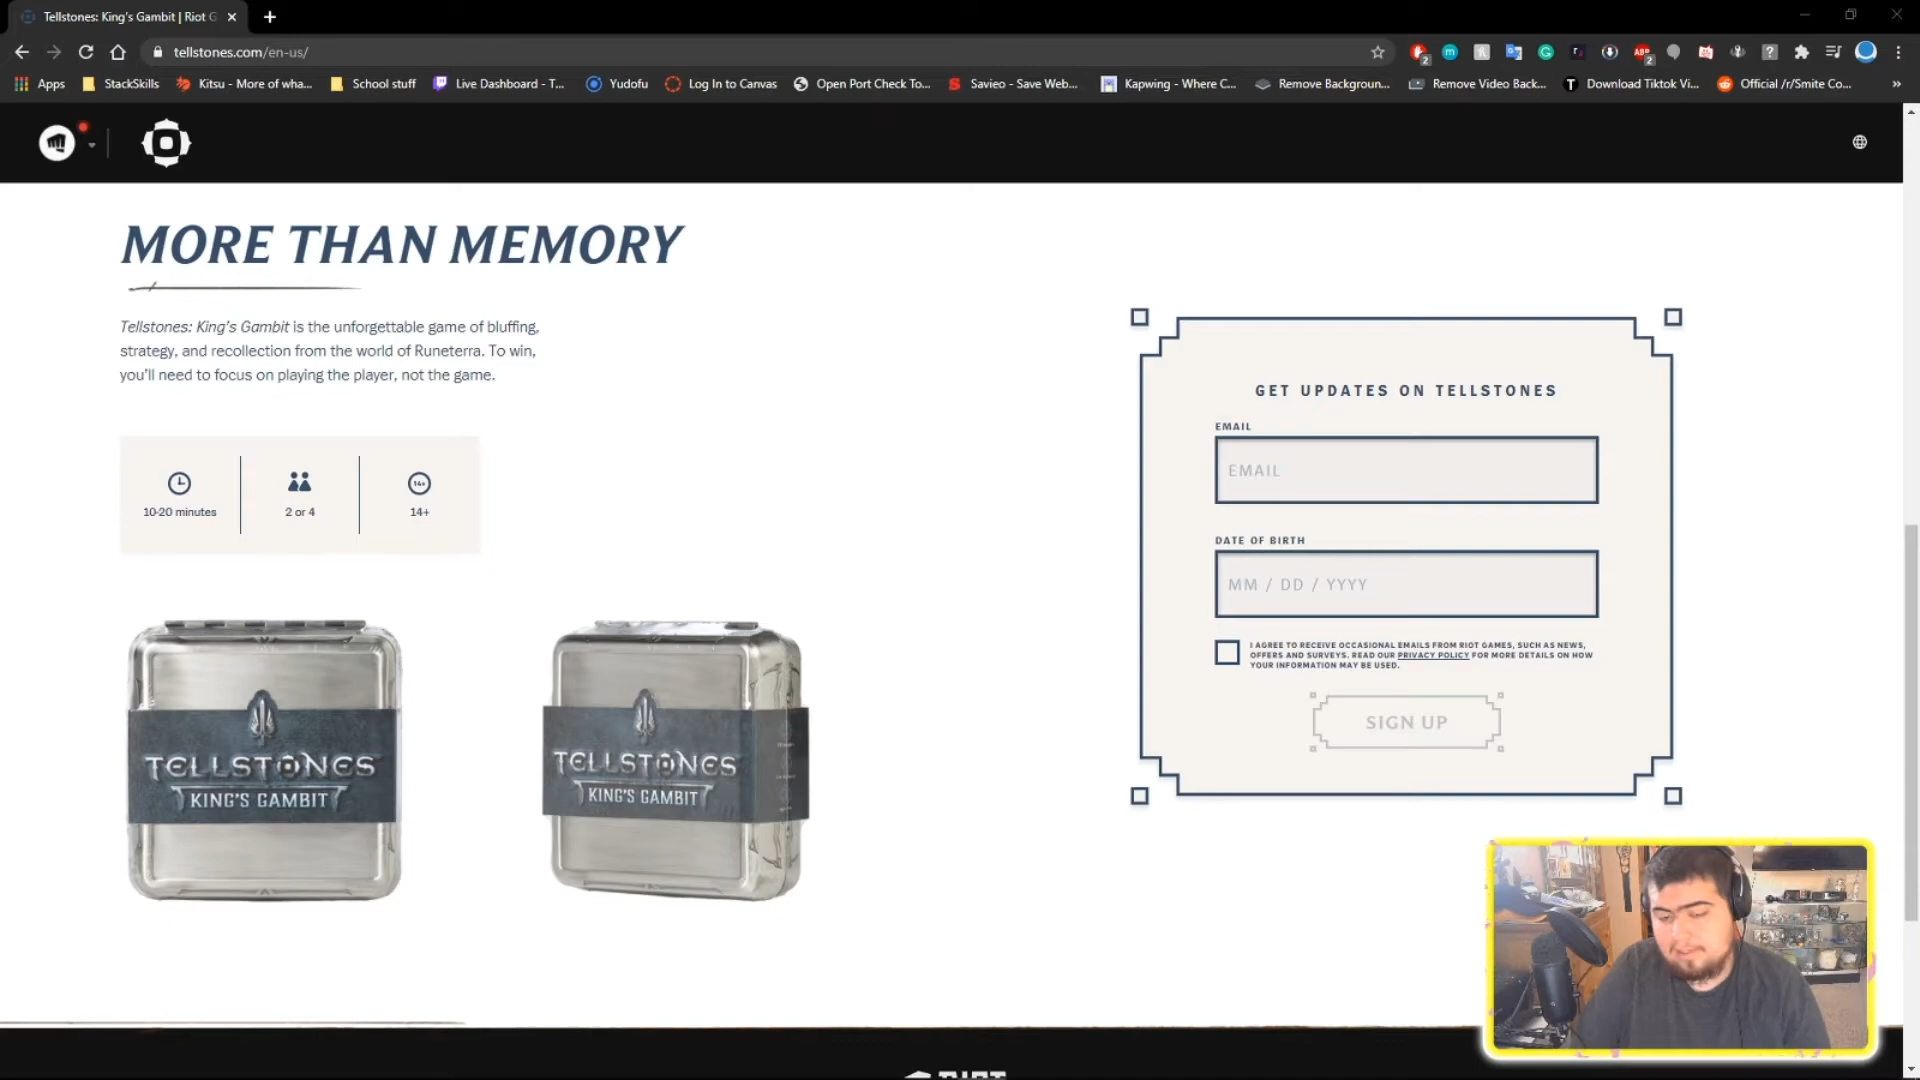 Tellstones: King's Gambit | Riot G
tellstones.com/en-us/
Apps
StackSkills
Kitsu - More of wha...
School stuff
Live Dashboard - T...
Yudofu
Log In to Canvas
Open Port Check To...
Savieo - Save Web...
Kapwing - Where C...
Remove Backgroun...
Remove Video Back...
Download Tiktok Vi...
Official /r/Smite Co...
MORE THAN MEMORY
Tellstones: King's Gambit is the unforgettable game of bluffing,
strategy, and recollection from the world of Runeterra. To win,
you'll need to focus on playing the player, not the game.
10-20 minutes
2 or 4
14+
14+
TELLSTONES
KING'S GAMBIT
TELLSTONES
KING'S GAMBIT
GET UPDATES ON TELLSTONES
EMAIL
EMAIL
DATE OF BIRTH
MM / DD / YYYY
I AGREE TO RECEIVE OCCASIONAL EMAILS FROM RIOT GAMES, SUCH AS NEWS,
OFFERS AND SURVEYS. READ OUR PRIVACY POLICY FOR MORE DETAILS ON HOW
YOUR INFORMATION MAY BE USED.
SIGN UP
RIOT